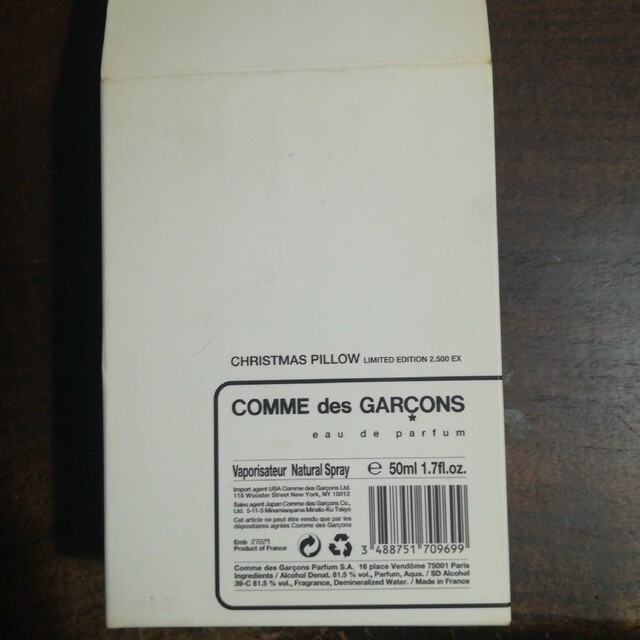 CHRISTMAS PILLOW LIMITED EDITION 2.500 EX
COMME des GARÇONS
*
eau de parfum
Vaporisateur Natural Spray ℮ 50ml 1.7fl.oz.
Import agent USA Comme des Garçons Ltd.
116 Wooster Street New York, NY 10012
Sales agent Japan Comme des Garçons Co.,
Ltd. 5-11-5 Minamiaoyama Minato-Ku Tokyo
Cet article ne peut être vendu que par les
dépositaires agréés Comme des Garçons
Emb 27029
Product of France
3 488751 709699
Comme des Garçons Parfum S.A. 16 place Vendôme 75001 Paris
Ingredients / Alcohol Denat. 81.5 % vol., Parfum, Aqua. / SD Alcohol
39-C 81.5 % vol., Fragrance, Demineralized Water. / Made in France